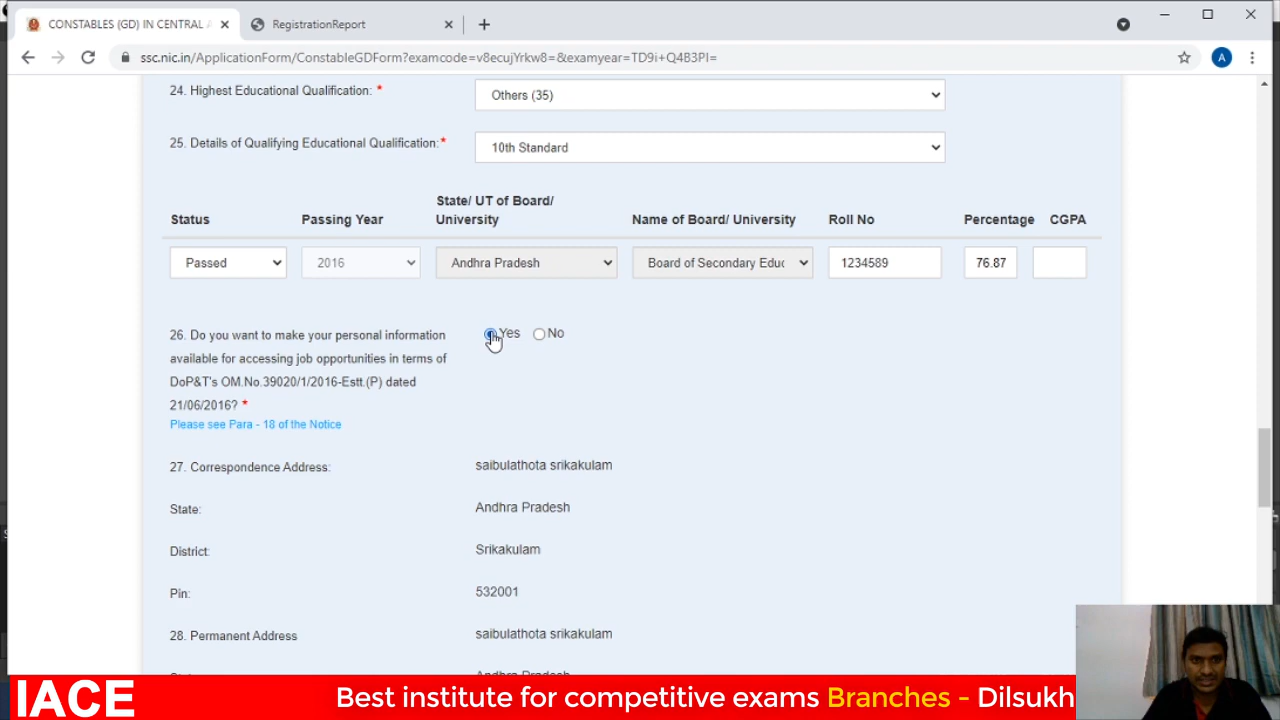 CONSTABLES (GD) IN CENTRAL A
RegistrationReport
ssc.nic.in/ApplicationForm/ConstableGDForm?examcode=v8ecujYrkw8=&examyear=TD9i+Q4B3PI=
A
24. Highest Educational Qualification: *
Others (35)
25. Details of Qualifying Educational Qualification:*
10th Standard
Status
Passing Year
State/ UT of Board/
University
Name of Board/ University
Roll No
Percentage
CGPA
Passed
2016
Andhra Pradesh
Board of Secondary Educ
1234589
76.87
26. Do you want to make your personal information
available for accessing job opportunities in terms of
DoP&T's OM.No.39020/1/2016-Estt.(P) dated
21/06/2016? *
Yes
No
Please see Para - 18 of the Notice
27. Correspondence Address:
saibulathota srikakulam
State:
Andhra Pradesh
District:
Srikakulam
Pin:
532001
28. Permanent Address
saibulathota srikakulam
Andhra Pradesh
IACE
Best institute for competitive exams Branches - Dilsukh